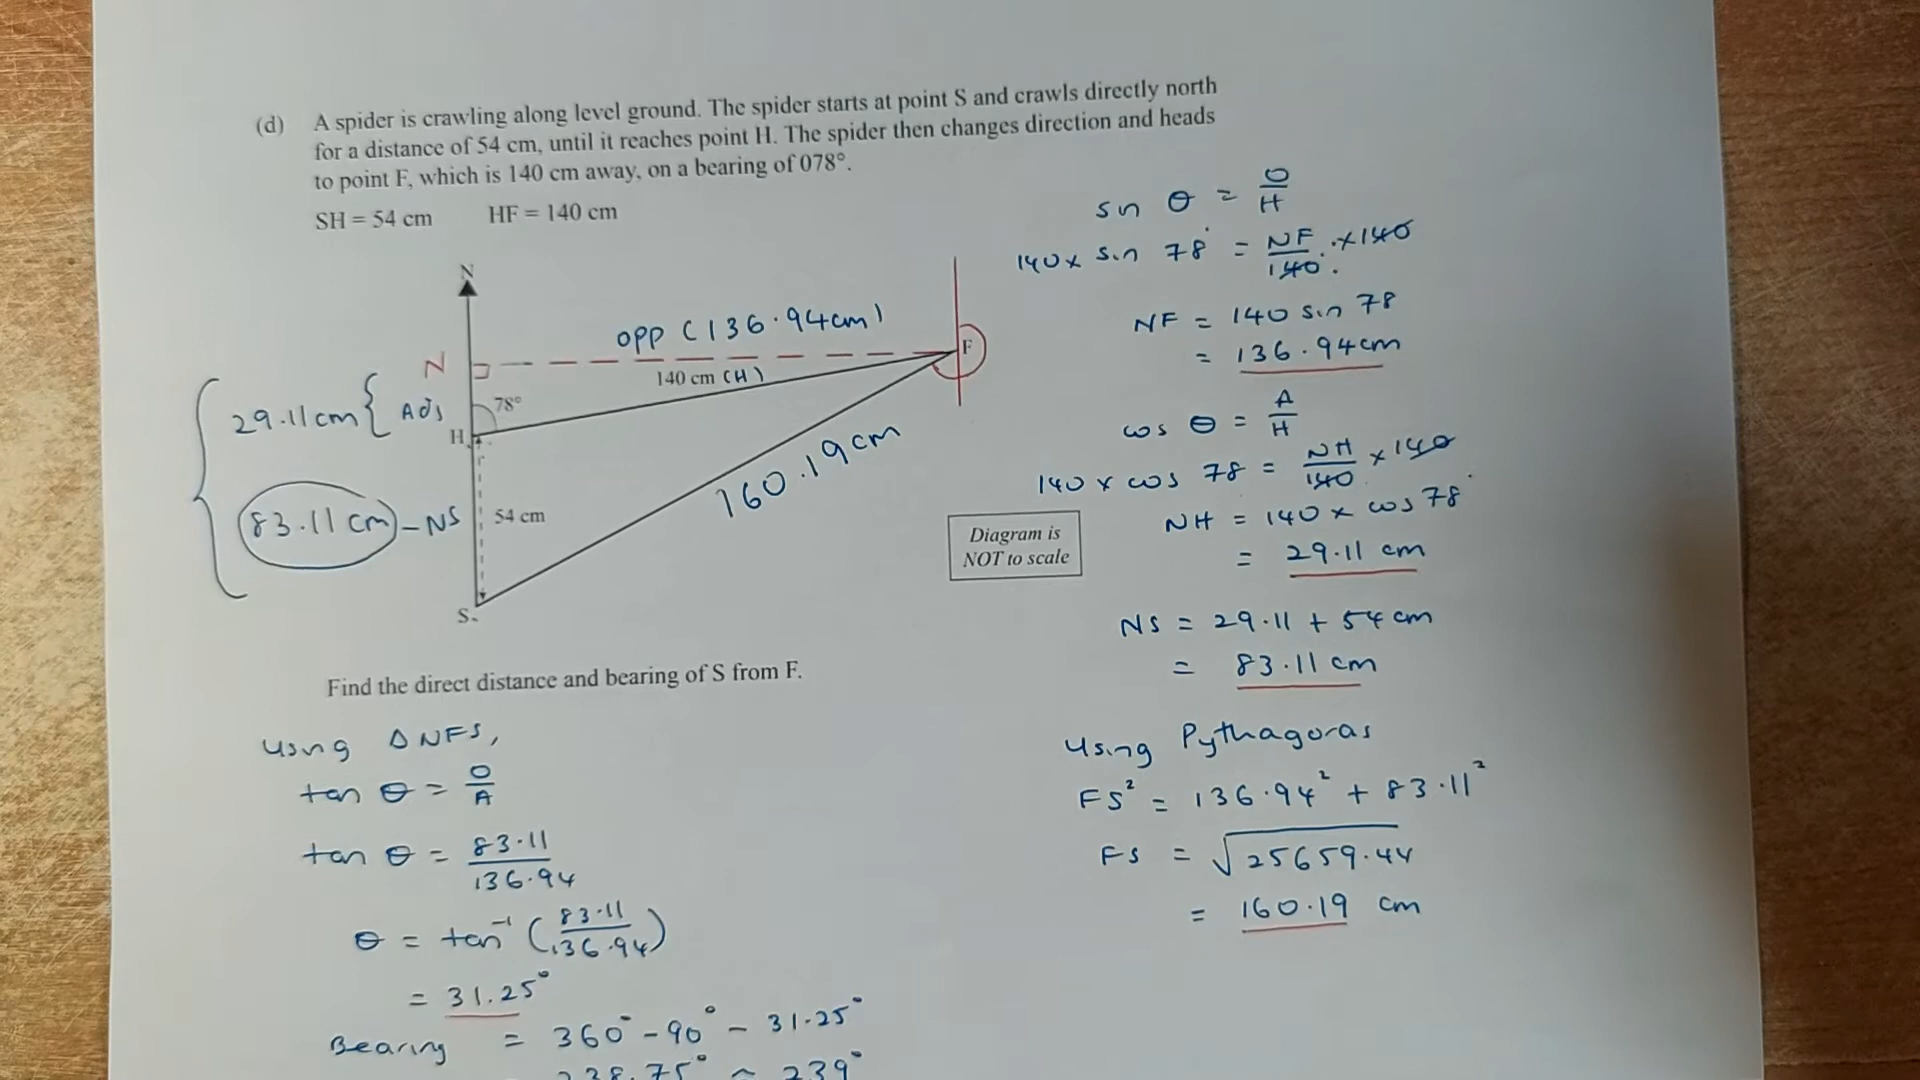 (d) A spider is crawling along level ground. The spider starts at point S and crawls directly north
for a distance of 54 cm, until it reaches point H. The spider then changes direction and heads
to point F, which is 140 cm away, on a bearing of 078°.
SH = 54 cm HF = 140 cm
N
opp (136.94cm)
N
F
140 cm (H)
29.11cm { Adj
78°
H
160.19cm
83.11 cm - NS
54 cm
S
Diagram is
NOT to scale
Find the direct distance and bearing of S from F.
Using Δ NFS,
tan θ = O/A
tan θ = 83.11/136.94
θ = tan⁻¹ (83.11/136.94)
= 31.25°
Bearing = 360° - 90° - 31.25°
238.75° ~ 239°
sin θ = O/H
140 x sin 78° = NF/140 . x 140
NF = 140 sin 78
= 136.94cm
cos θ = A/H
140 x cos 78 = NH/140 x 140
NH = 140 x cos 78°
= 29.11 cm
NS = 29.11 + 54 cm
= 83.11 cm
Using Pythagoras
FS² = 136.94² + 83.11²
FS = √25659.44
= 160.19 cm